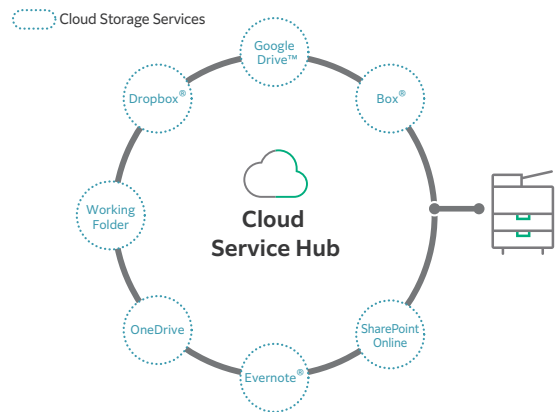 Cloud Storage Services
Google
Drive™
Dropbox®
Box®
Working
Folder
Cloud
Service Hub
OneDrive
SharePoint
Online
Evernote®